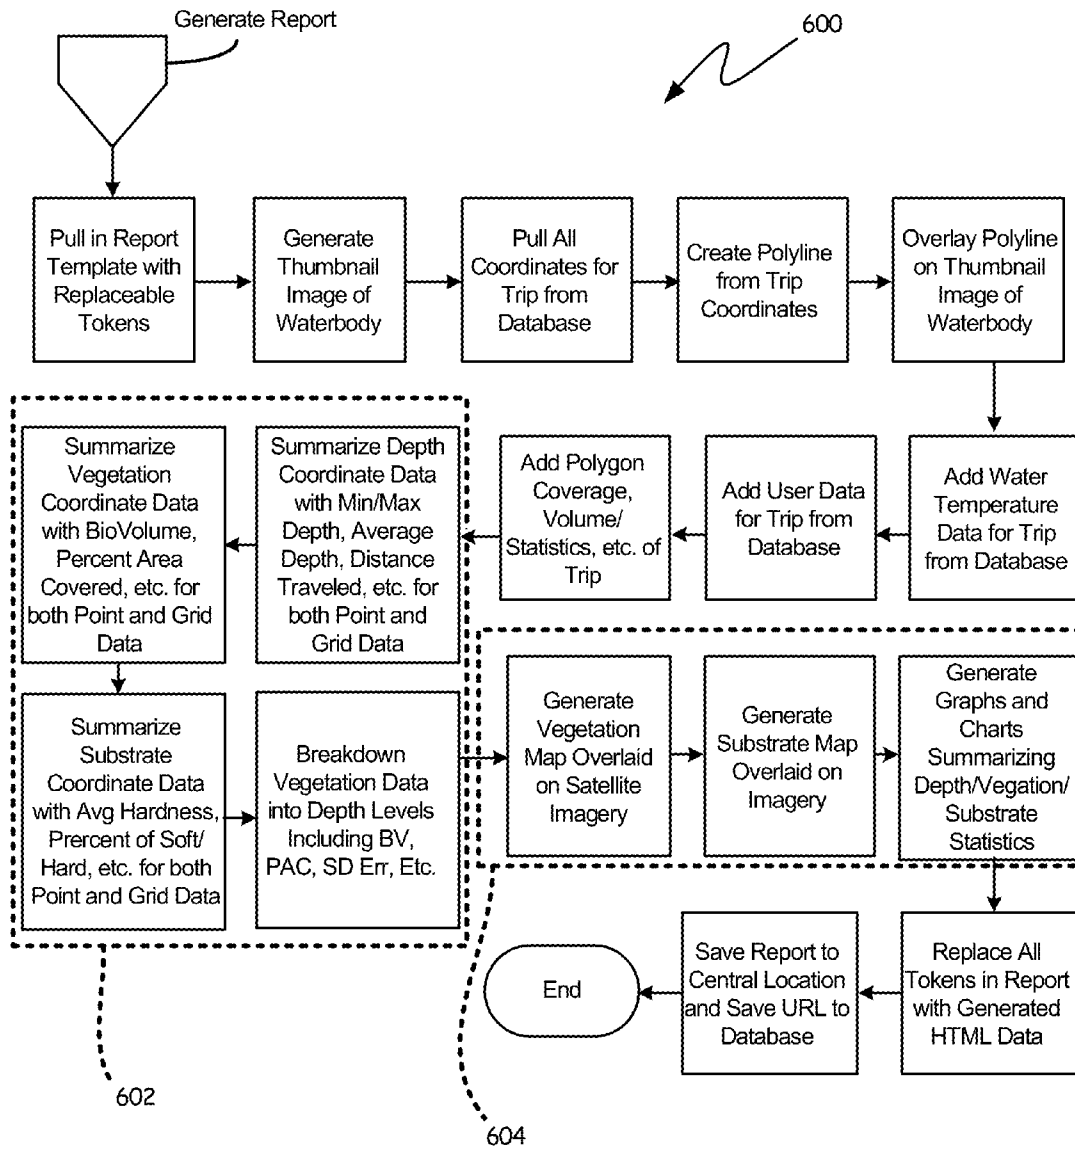 Generate Report
600
Pull in Report
Template with
Replaceable
Tokens
Generate
Thumbnail
Image of
Waterbody
Pull All
Coordinates for
Trip from
Database
Create Polyline
from Trip
Coordinates
Overlay Polyline
on Thumbnail
Image of
Waterbody
Add Water
Temperature
Data for Trip
from Database
Add User Data
for Trip from
Database
Add Polygon
Coverage,
Volume/
Statistics, etc. of
Trip
Summarize Depth
Coordinate Data
with Min/Max
Depth, Average
Depth, Distance
Traveled, etc. for
both Point and
Grid Data
Summarize
Vegetation
Coordinate Data
with BioVolume,
Percent Area
Covered, etc. for
both Point and Grid
Data
Summarize
Substrate
Coordinate Data
with Avg Hardness,
Prercent of Soft/
Hard, etc. for both
Point and Grid Data
Breakdown
Vegetation Data
into Depth Levels
Including BV,
PAC, SD Err, Etc.
Generate
Vegetation
Map Overlaid
on Satellite
Imagery
Generate
Substrate Map
Overlaid on
Imagery
Generate
Graphs and
Charts
Summarizing
Depth/Vegation/
Substrate
Statistics
Replace All
Tokens in Report
with Generated
HTML Data
Save Report to
Central Location
and Save URL to
Database
End
602
604